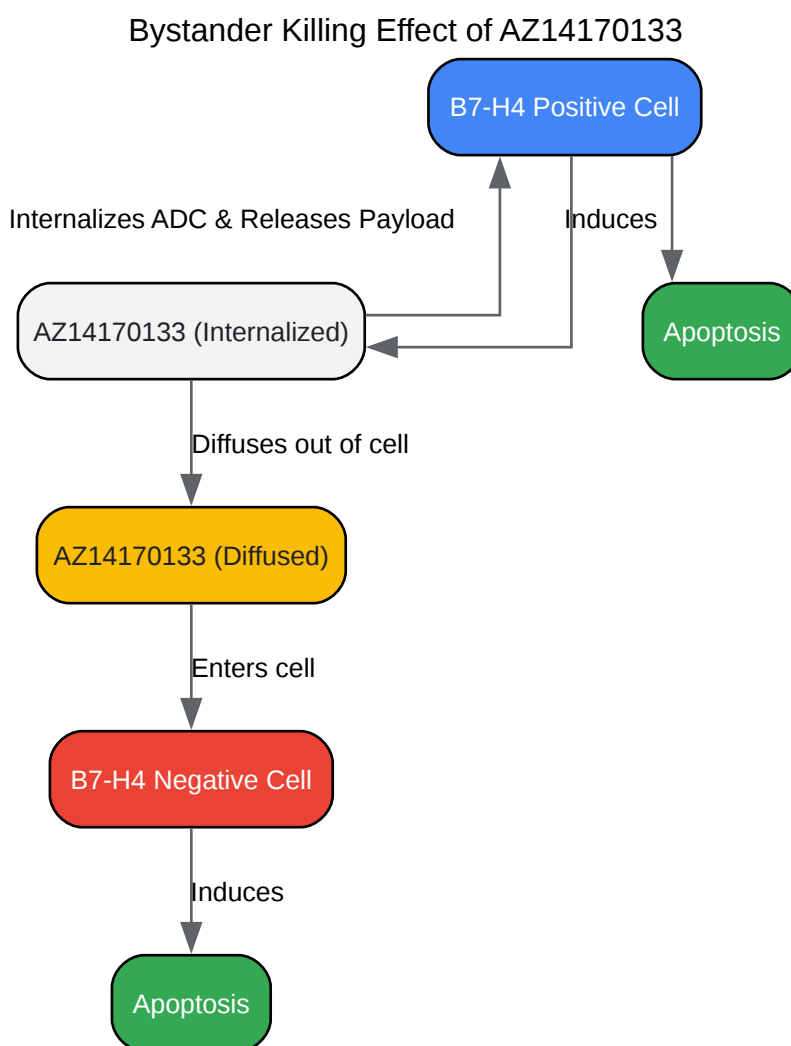 Bystander Killing Effect of AZ14170133
B7-H4 Positive Cell
Internalizes ADC & Releases Payload
Induces
AZ14170133 (Internalized)
Apoptosis
Diffuses out of cell
AZ14170133 (Diffused)
Enters cell
B7-H4 Negative Cell
Induces
Apoptosis